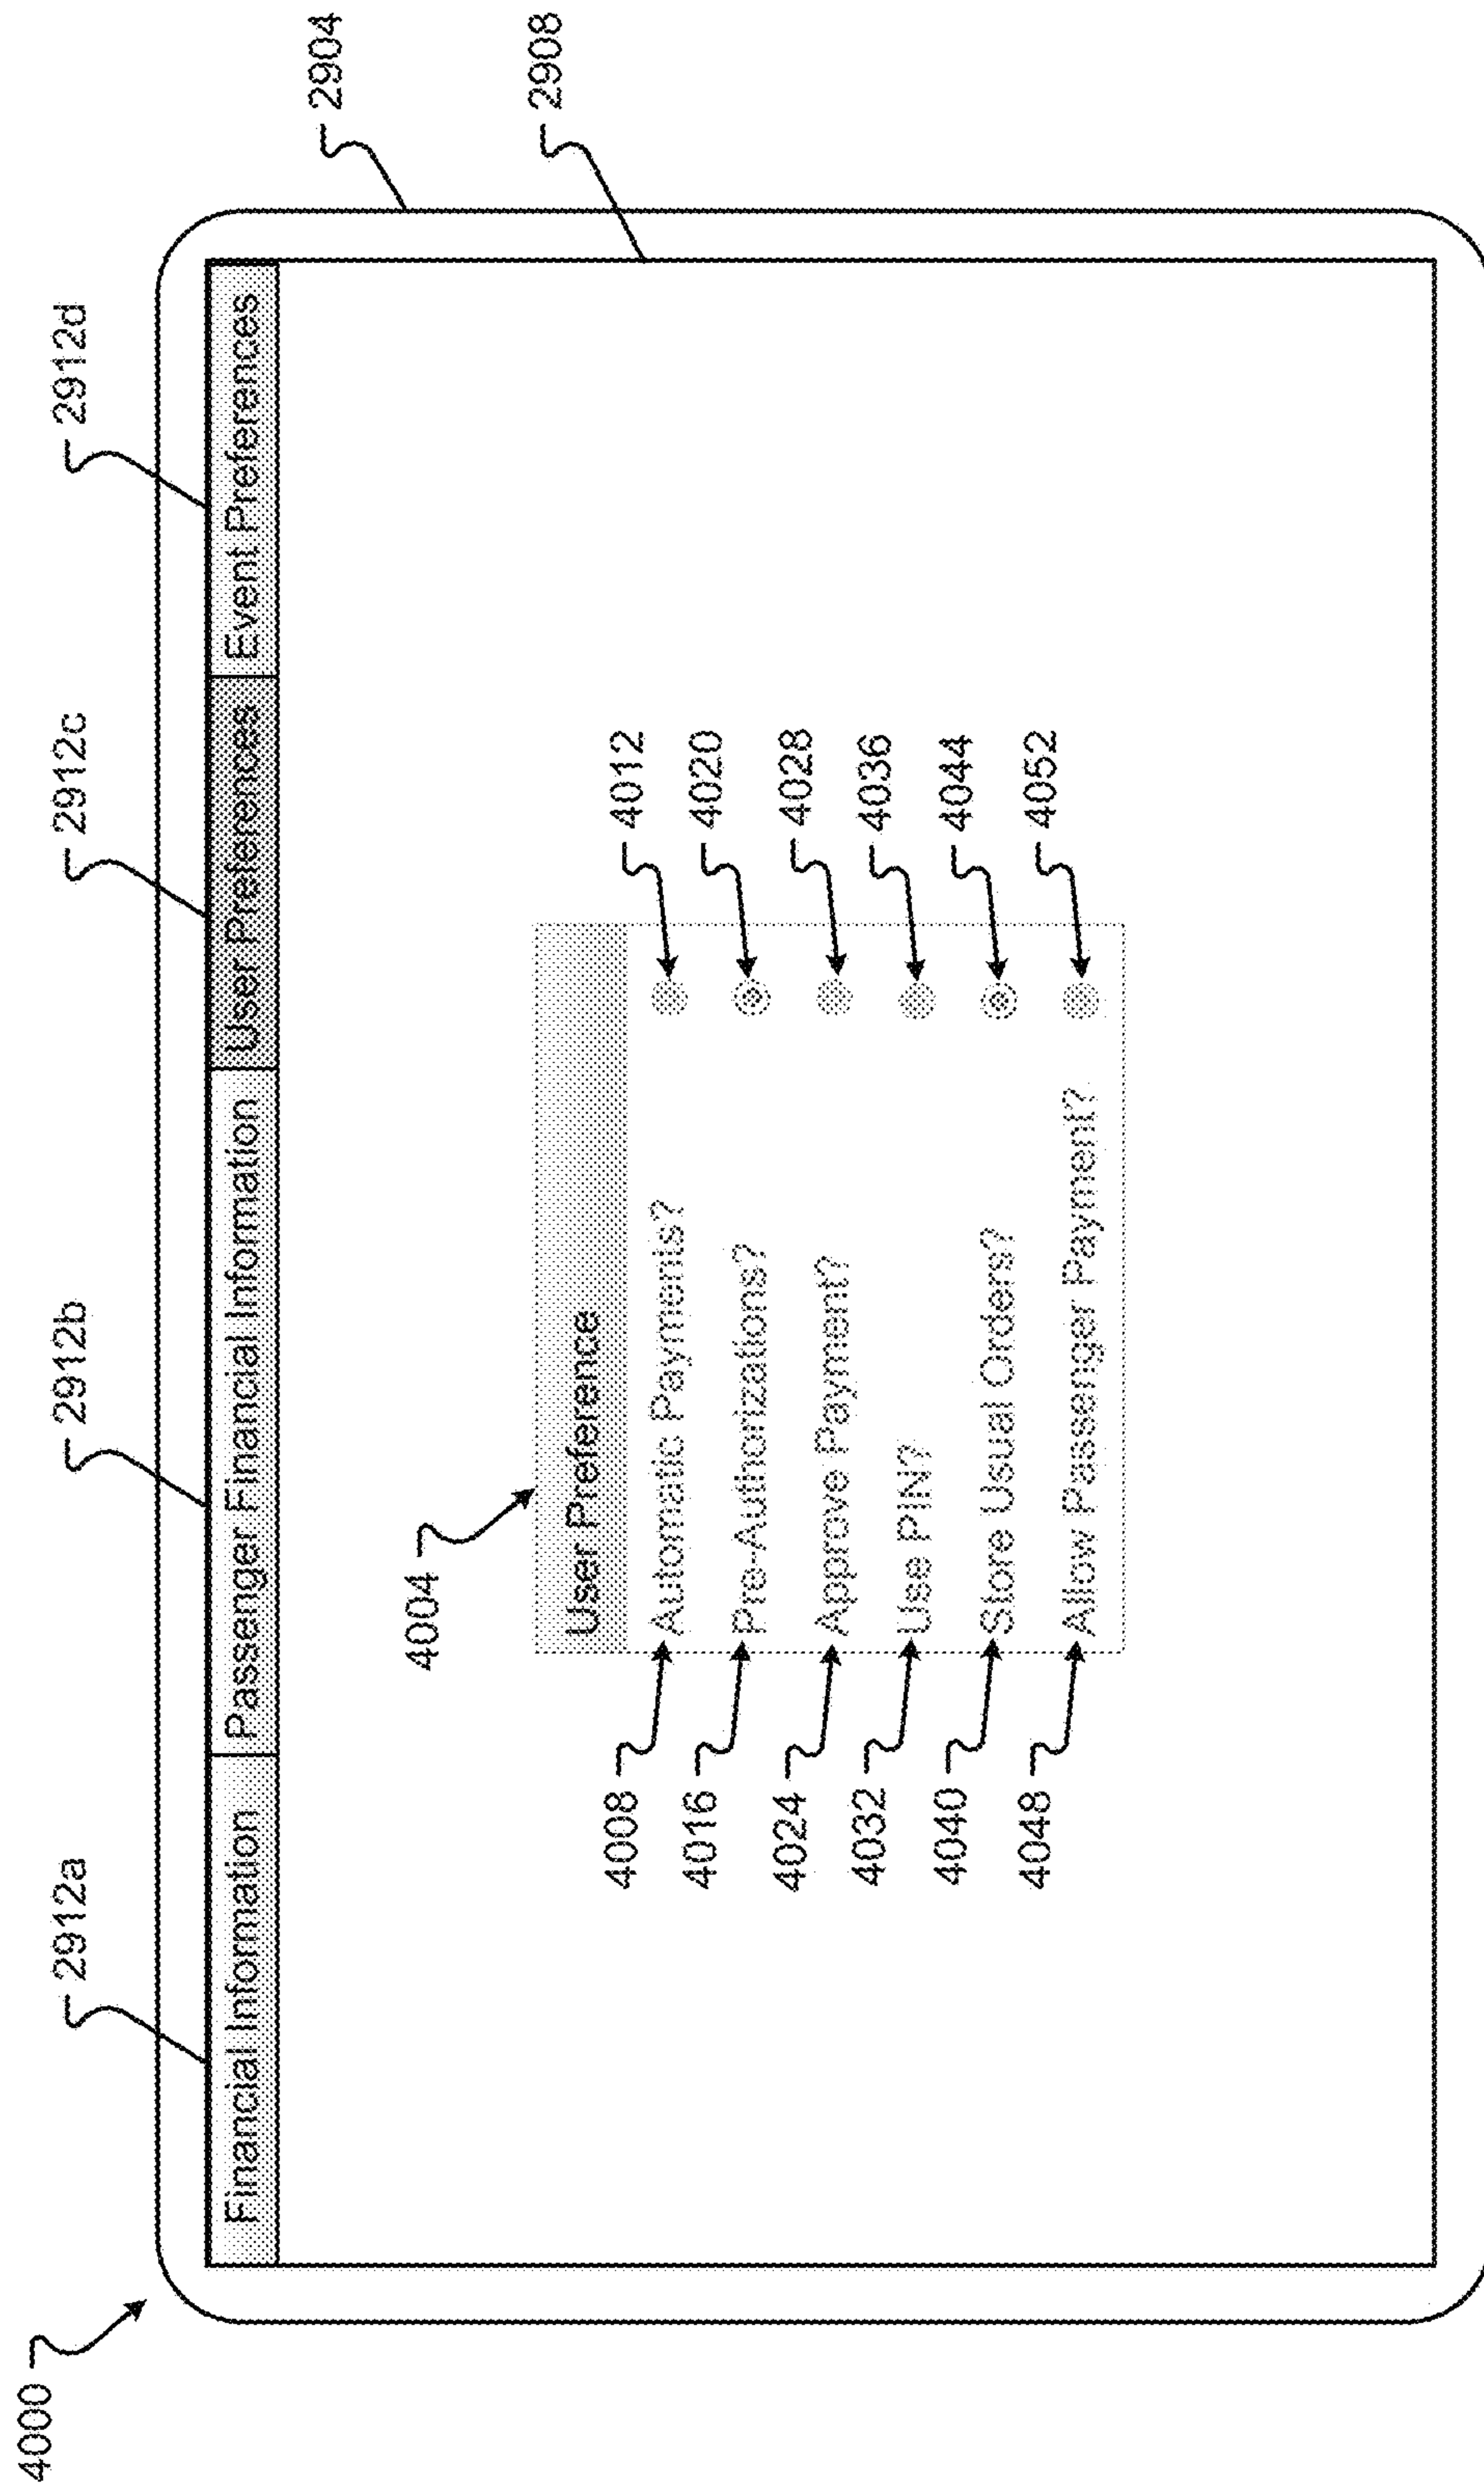 4000
2912a
2912b
2912c
2912d
2904
2908
Financial Information
Passenger Financial Information
User Preferences
Event Preferences
4004
User Preference
4008
Automatic Payments?
4012
4016
Pre-Authorizations?
4020
4024
Approve Payment?
4028
4032
Use PIN?
4036
4040
Store Usual Orders?
4044
4048
Allow Passenger Payment?
4052